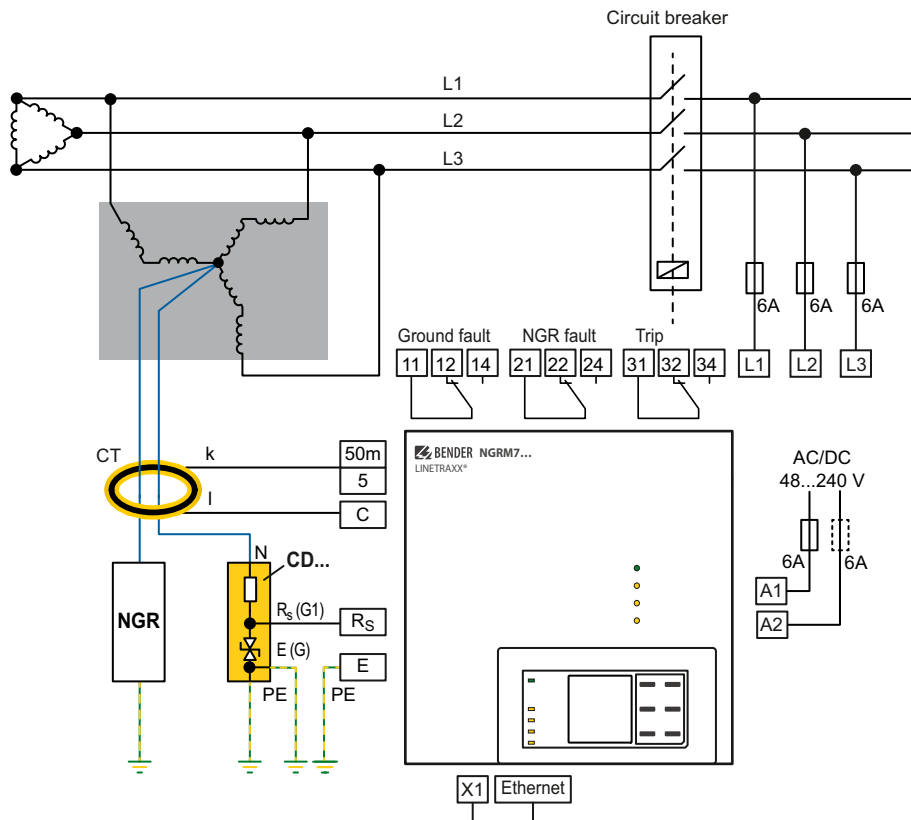 Circuit breaker
L1
L2
L3
6A
6A
6A
Ground fault
NGR fault
Trip
11
12
14
21
22
24
31
32
34
L1
L2
L3
CT
k
50m
5
l
C
BENDER NGRM7...
LINETRAXX®
AC/DC
48...240 V
6A
6A
A1
A2
N
CD...
NGR
Rs (G1)
RS
E (G)
E
PE
PE
X1
Ethernet